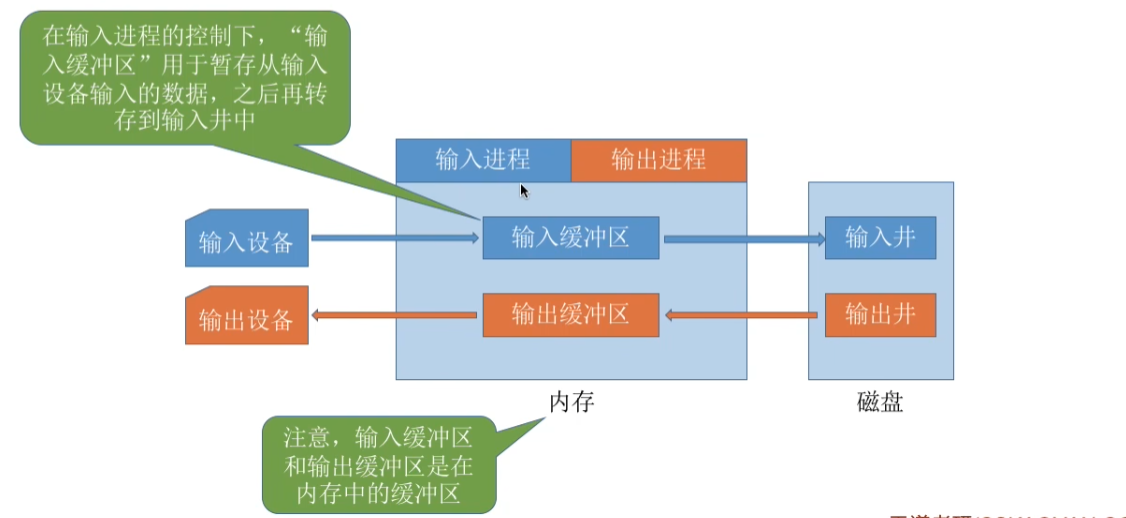 在输入进程的控制下，“输
入缓冲区”用于暂存从输入
设备输入的数据，之后再转
存到输入井中
输入进程
输出进程
输入设备
输入缓冲区
输入井
输出设备
输出缓冲区
输出井
内存
磁盘
注意，输入缓冲区
和输出缓冲区是在
内存中的缓冲区